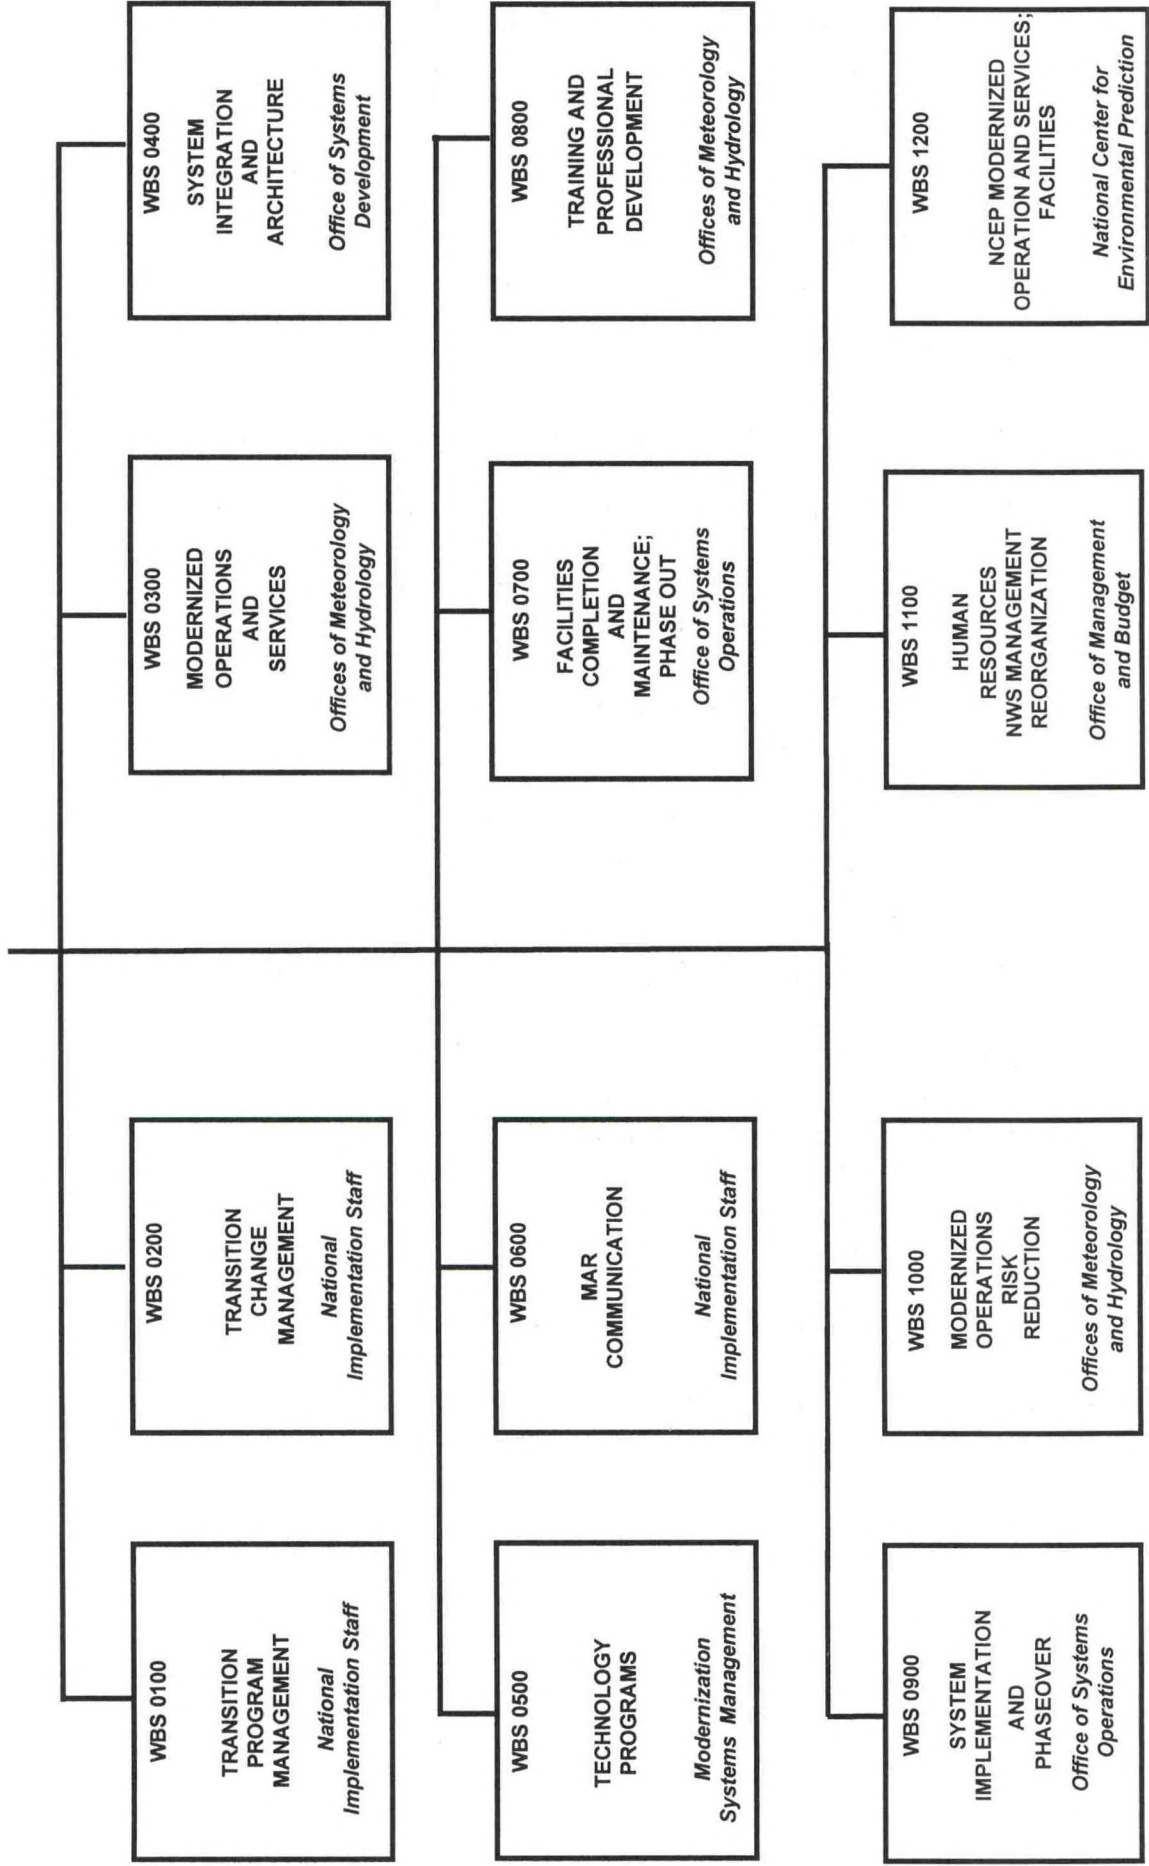 WBS 0100
TRANSITION
PROGRAM
MANAGEMENT
National
Implementation Staff
WBS 0200
TRANSITION
CHANGE
MANAGEMENT
National
Implementation Staff
WBS 0300
MODERNIZED
OPERATIONS
AND
SERVICES
Offices of Meteorology
and Hydrology
WBS 0400
SYSTEM
INTEGRATION
AND
ARCHITECTURE
Office of Systems
Development
WBS 0500
TECHNOLOGY
PROGRAMS
Modernization
Systems Management
WBS 0600
MAR
COMMUNICATION
National
Implementation Staff
WBS 0700
FACILITIES
COMPLETION
AND
MAINTENANCE;
PHASE OUT
Office of Systems
Operations
WBS 0800
TRAINING AND
PROFESSIONAL
DEVELOPMENT
Offices of Meteorology
and Hydrology
WBS 0900
SYSTEM
IMPLEMENTATION
AND
PHASEOVER
Office of Systems
Operations
WBS 1000
MODERNIZED
OPERATIONS
RISK
REDUCTION
Offices of Meteorology
and Hydrology
WBS 1100
HUMAN
RESOURCES
NWS MANAGEMENT
REORGANIZATION
Office of Management
and Budget
WBS 1200
NCEP MODERNIZED
OPERATION AND SERVICES;
FACILITIES
National Center for
Environmental Prediction